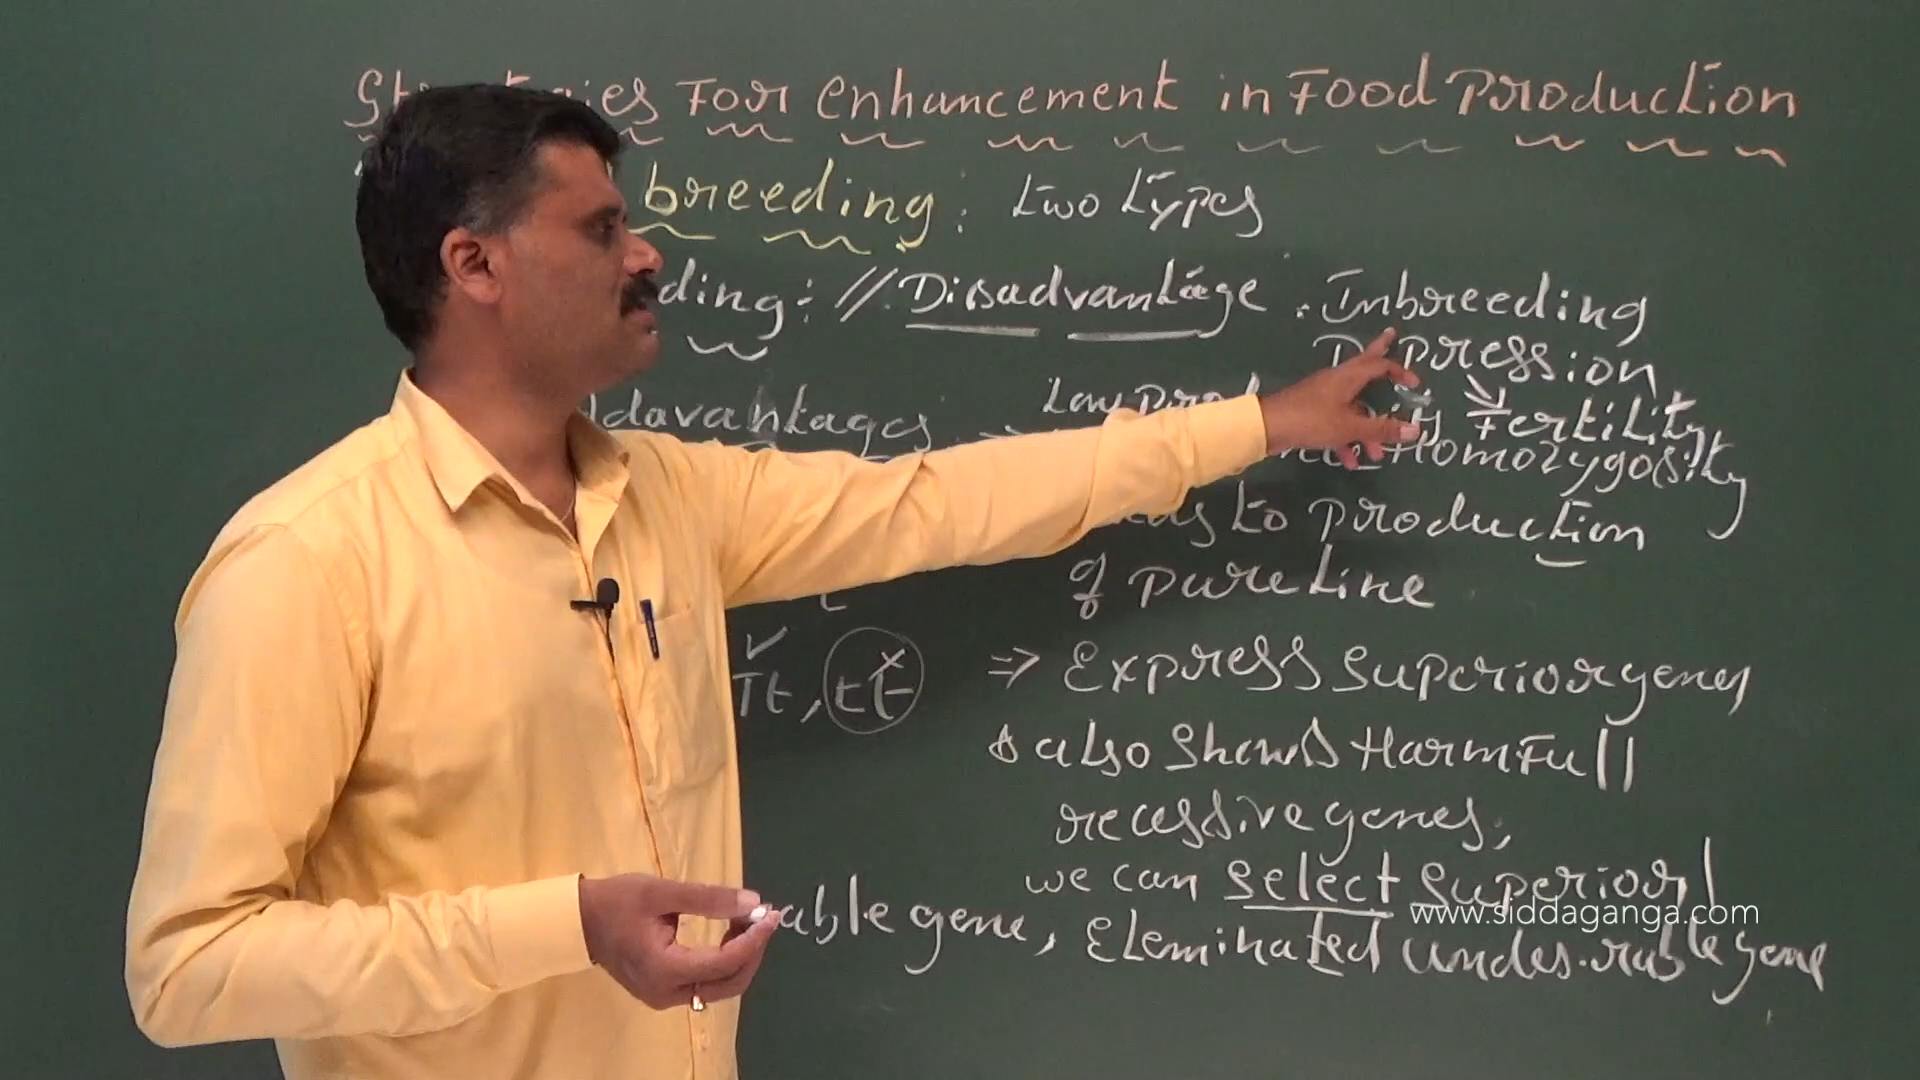 Strategies For enhancement in Food Production
breeding: two types
ding: // Disadvantage . Inbreeding
Depression
ddavantages Low Fertility
Homozygosity
to production
of pure line
Tt, tt => Express superior genes
& also shows Harmfull
recessive genes,
we can select superior
able gene, Eleminated undesirable gene
www.siddaganga.com